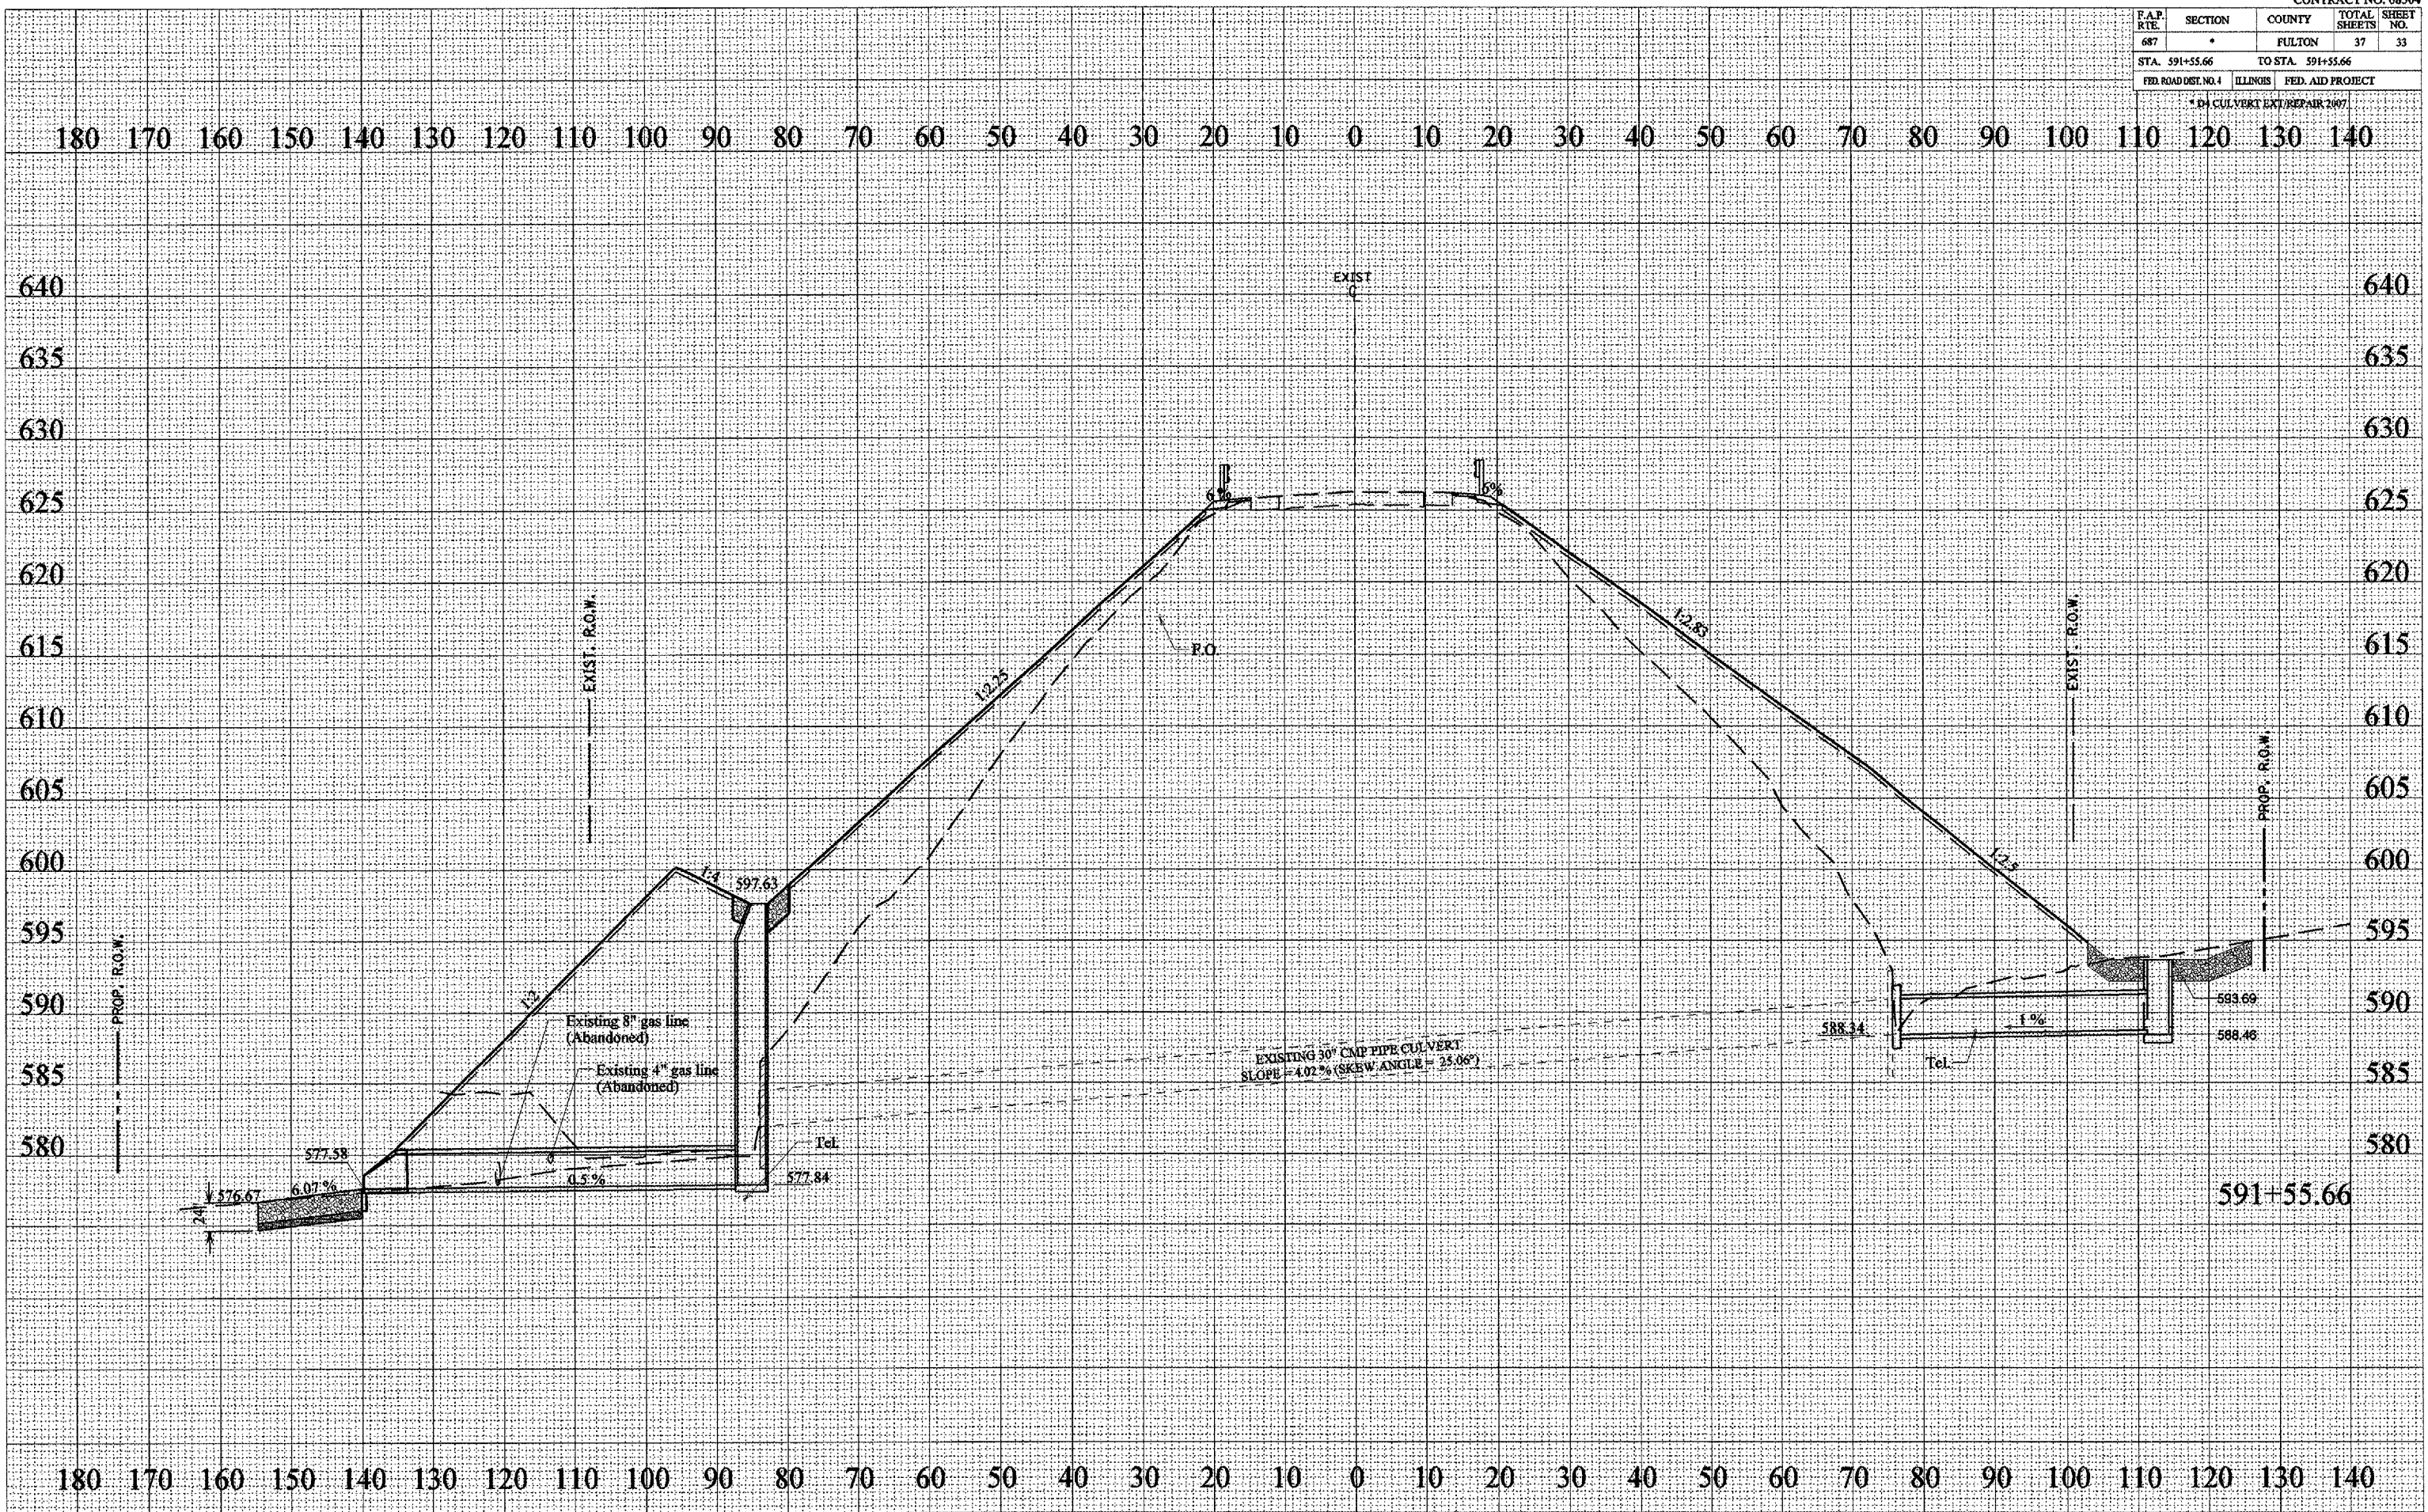 CONTRACT NO. 68504
F.A.P. RTE. SECTION COUNTY TOTAL SHEETS SHEET NO.
687 * FULTON 37 33
STA. 591+55.66 TO STA. 591+55.66
FED. ROAD DIST. NO. 4 ILLINOIS FED. AID PROJECT
* D4 CULVERT EXT/REPAIR 2007
180 170 160 150 140 130 120 110 100 90 80 70 60 50 40 30 20 10 0 10 20 30 40 50 60 70 80 90 100 110 120 130 140
EXIST
℄
640 640
635 635
630 630
6% 6%
625 625
620 620
EXIST. R.O.W. EXIST. R.O.W.
1:2.83
615 F.O. 615
1:2.25
610 610
PROP. R.O.W.
605 605
600 1:4 597.63 1:2.5 600
595 595
PROP. R.O.W.
590 1:2 593.69 590
Existing 8" gas line
(Abandoned)
588.34 1 % 588.46
EXISTING 30" CMP PIPE CULVERT
SLOPE = 4.02 % (SKEW ANGLE = 25.06°)
Existing 4" gas line
(Abandoned)
Tel.
585 585
580 Tel. 580
577.58
0.5 % 577.84
576.67 6.07 %
24"
591+55.66
180 170 160 150 140 130 120 110 100 90 80 70 60 50 40 30 20 10 0 10 20 30 40 50 60 70 80 90 100 110 120 130 140